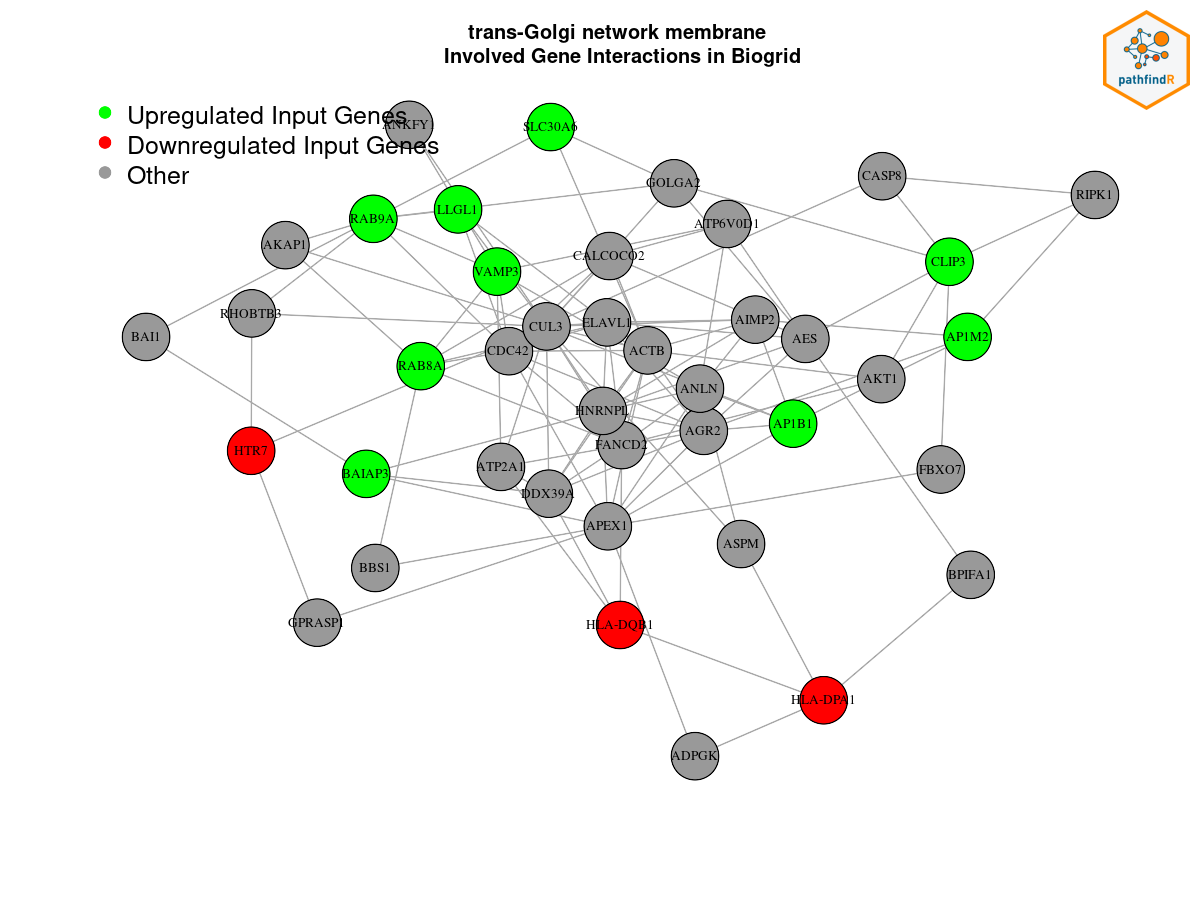 trans-Golgi network membrane
Involved Gene Interactions in Biogrid
pathfindR
Upregulated Input Genes
Downregulated Input Genes
Other
ANKFY1
SLC30A6
GOLGA2
CASP8
RIPK1
RAB9A
LLGL1
ATP6V0D1
AKAP1
VAMP3
CALCOCO2
CLIP3
BAI1
RHOBTB3
CUL3
ELAVL1
AIMP2
AES
AP1M2
CDC42
ACTB
RAB8A
AKT1
ANLN
HNRNPL
AP1B1
HTR7
FANCD2
AGR2
BAIAP3
ATP2A1
FBXO7
DDX39A
APEX1
ASPM
BBS1
BPIFA1
GPRASP1
HLA-DQB1
HLA-DPA1
ADPGK